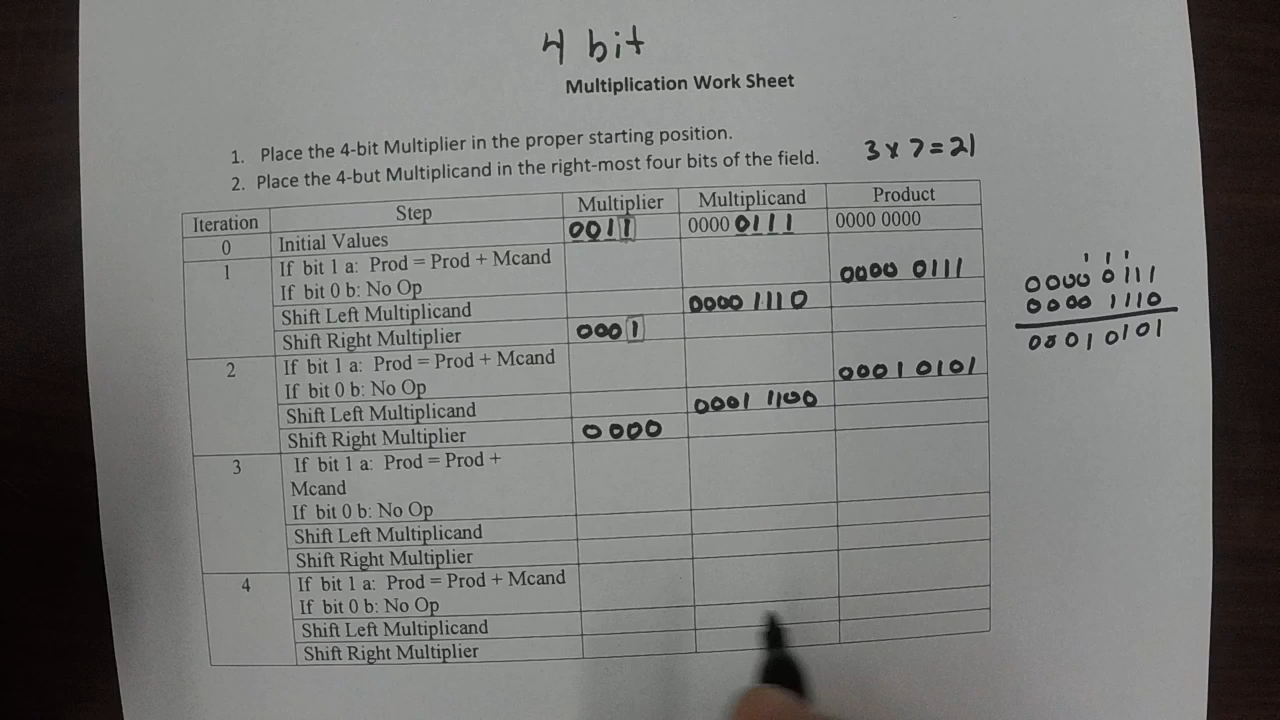 4 bit
Multiplication Work Sheet
1. Place the 4-bit Multiplier in the proper starting position.
2. Place the 4-but Multiplicand in the right-most four bits of the field.
3 x 7 = 21
Iteration Step Multiplier Multiplicand Product
0 Initial Values 0011 0000 0111 0000 0000
1 If bit 1 a: Prod = Prod + Mcand 0000 0111
If bit 0 b: No Op
Shift Left Multiplicand 0000 1110
Shift Right Multiplier 0001
2 If bit 1 a: Prod = Prod + Mcand 0001 0101
If bit 0 b: No Op
Shift Left Multiplicand 0001 1100
Shift Right Multiplier 0000
3 If bit 1 a: Prod = Prod +
Mcand
If bit 0 b: No Op
Shift Left Multiplicand
Shift Right Multiplier
4 If bit 1 a: Prod = Prod + Mcand
If bit 0 b: No Op
Shift Left Multiplicand
Shift Right Multiplier
1 1 1
0000 0111
0000 1110
00010101